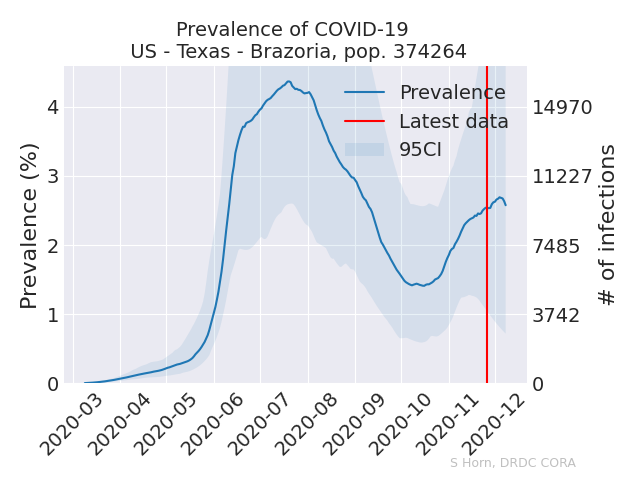 Prevalence of COVID-19
US - Texas - Brazoria, pop. 374264
Prevalence (%)
4
3
2
1
0
Prevalence
Latest data
95CI
14970
11227
7485
3742
0
# of infections
2020-03
2020-04
2020-05
2020-06
2020-07
2020-08
2020-09
2020-10
2020-11
2020-12
S Horn, DRDC CORA